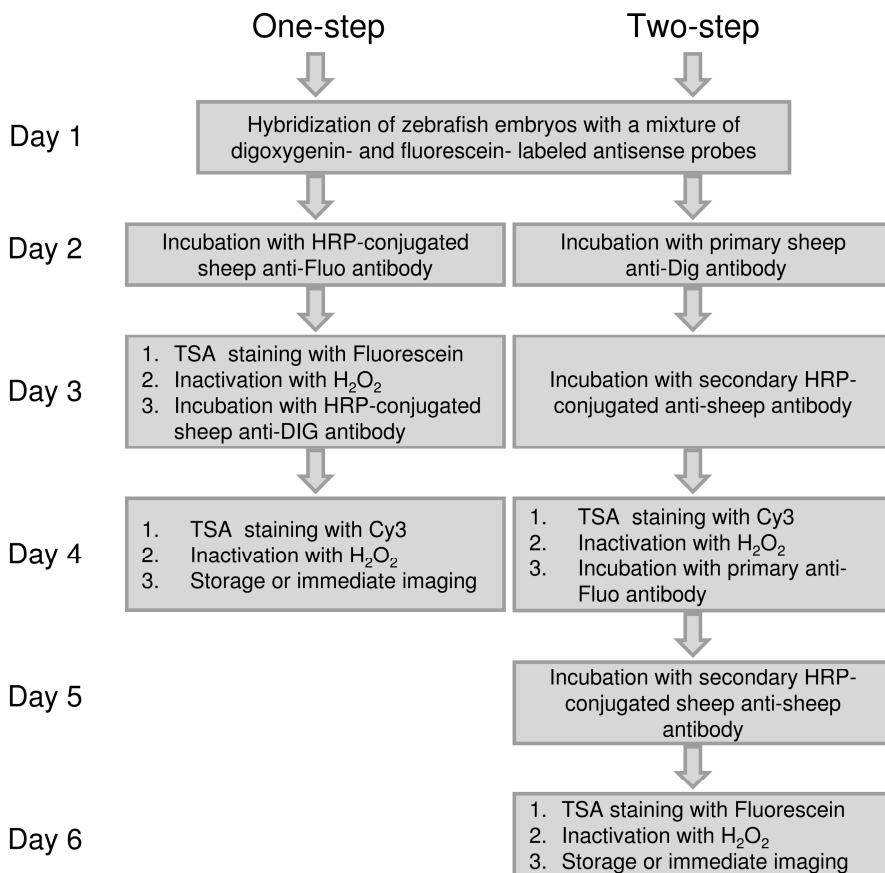 One-step
Two-step
Day 1
Hybridization of zebrafish embryos with a mixture of
digoxygenin- and fluorescein- labeled antisense probes
Day 2
Incubation with HRP-conjugated
sheep anti-Fluo antibody
Incubation with primary sheep
anti-Dig antibody
Day 3
1. TSA staining with Fluorescein
2. Inactivation with H₂O₂
3. Incubation with HRP-conjugated
sheep anti-DIG antibody
Incubation with secondary HRP-
conjugated anti-sheep antibody
Day 4
1. TSA staining with Cy3
2. Inactivation with H₂O₂
3. Storage or immediate imaging
1. TSA staining with Cy3
2. Inactivation with H₂O₂
3. Incubation with primary anti-
Fluo antibody
Day 5
Incubation with secondary HRP-
conjugated sheep anti-sheep
antibody
Day 6
1. TSA staining with Fluorescein
2. Inactivation with H₂O₂
3. Storage or immediate imaging